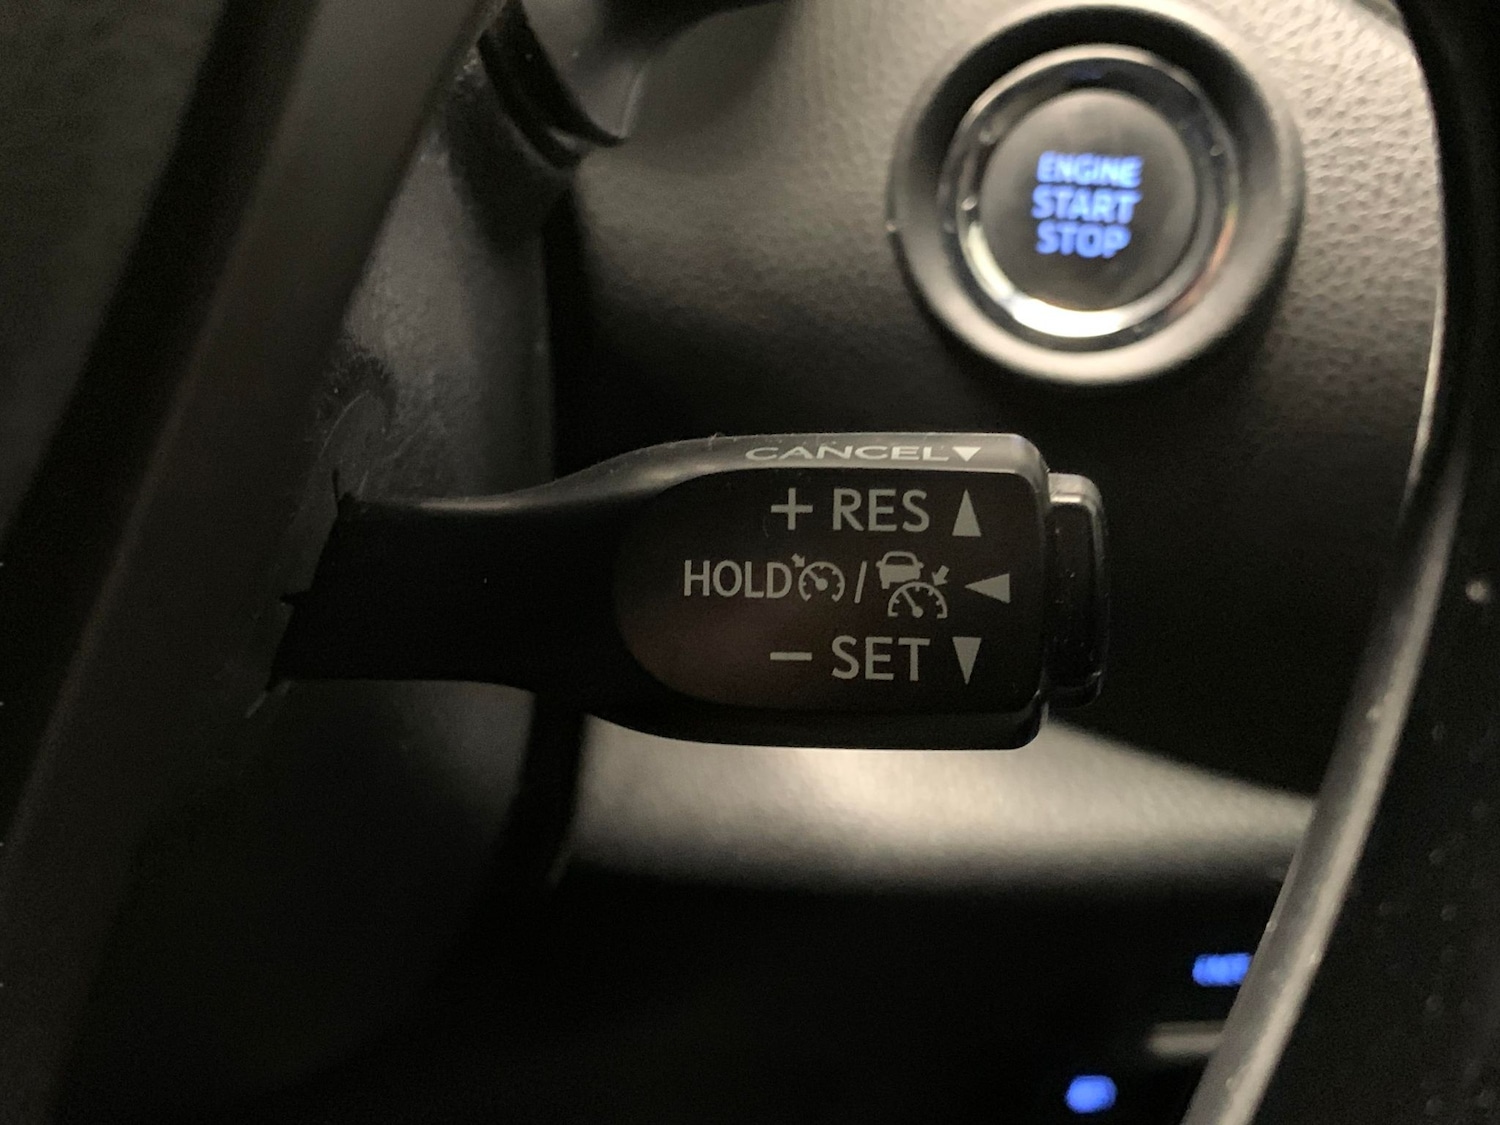 ENGINE
START
STOP
CANCEL▼
+ RES ▲
HOLD / ◀
− SET ▼